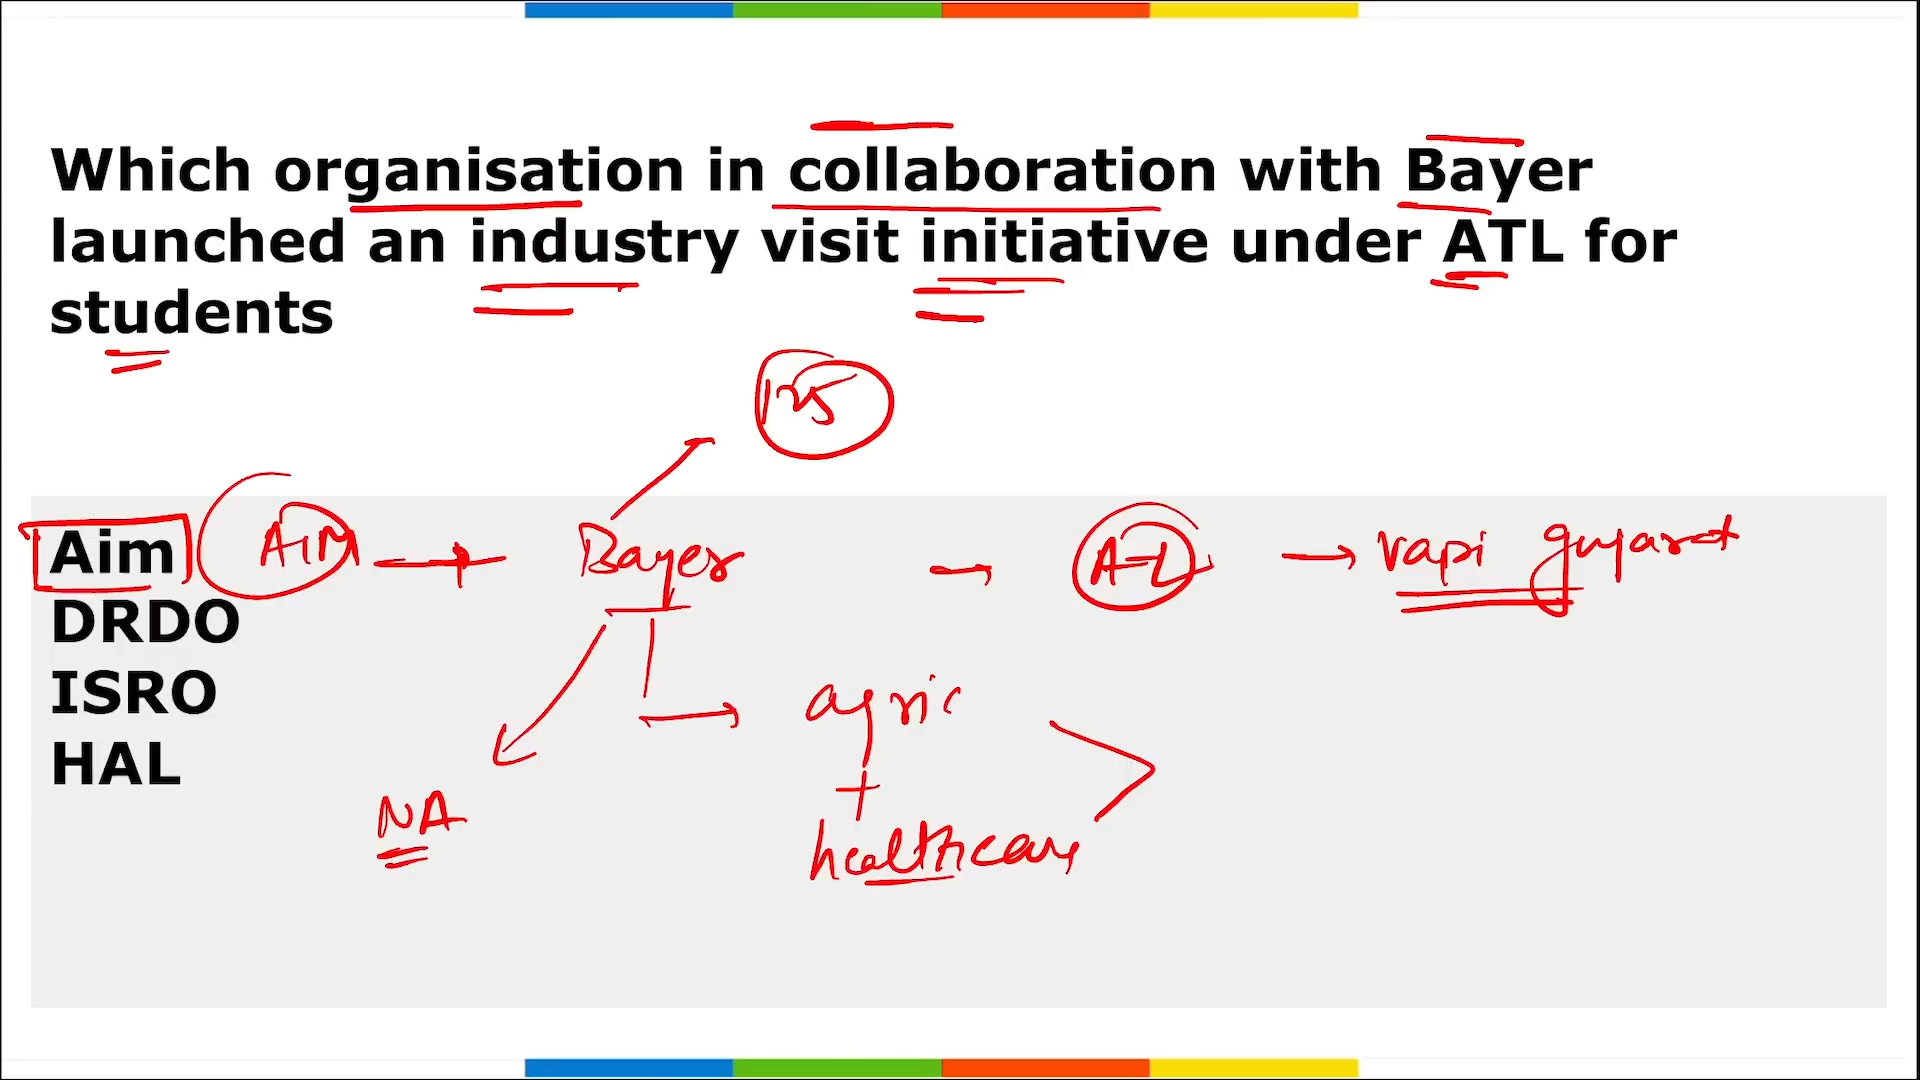 Which organisation in collaboration with Bayer
launched an industry visit initiative under ATL for
students
125
Aim AIM Bayer ATL vapi gujarat
DRDO
ISRO agric
HAL
NA
+
healthcare